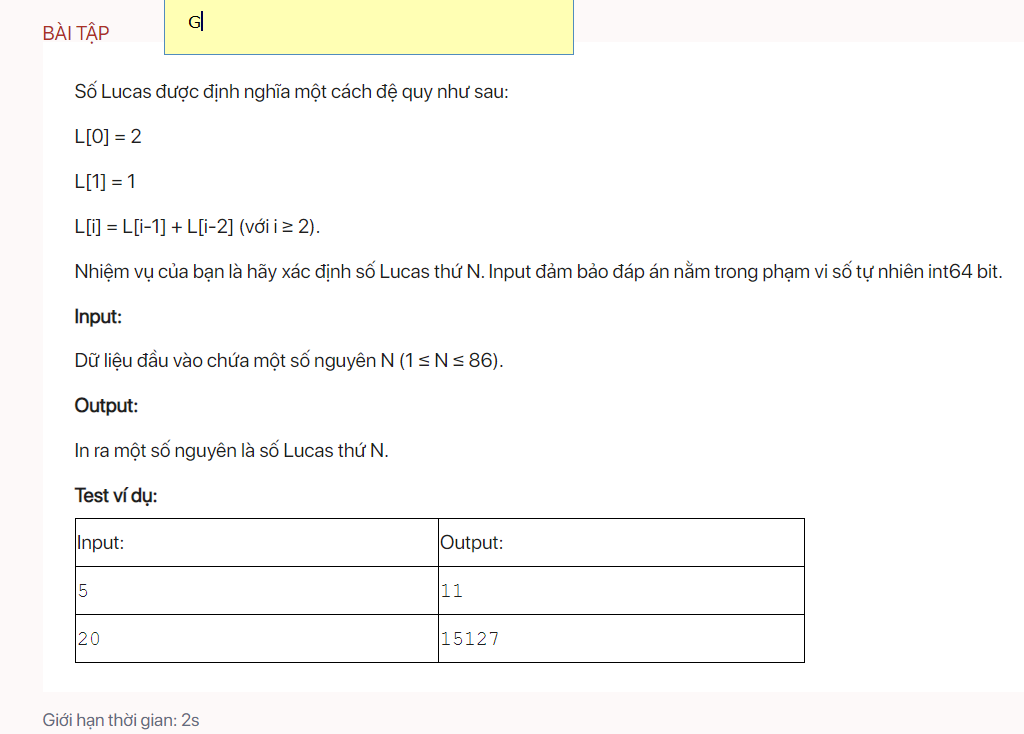 G
BÀI TẬP
Số Lucas được định nghĩa một cách đệ quy như sau:
L[0] = 2
L[1] = 1
L[i] = L[i-1] + L[i-2] (với i ≥ 2).
Nhiệm vụ của bạn là hãy xác định số Lucas thứ N. Input đảm bảo đáp án nằm trong phạm vi số tự nhiên int64 bit.
Input:
Dữ liệu đầu vào chứa một số nguyên N (1 ≤ N ≤ 86).
Output:
In ra một số nguyên là số Lucas thứ N.
Test ví dụ:
Input: Output:
5 11
20 15127
Giới hạn thời gian: 2s